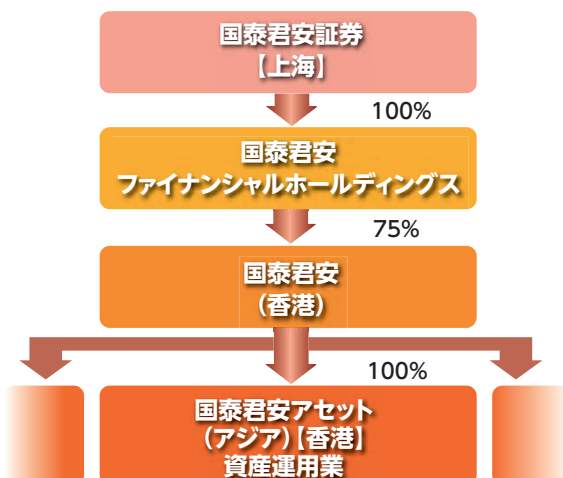 国泰君安証券
【上海】
100%
国泰君安
ファイナンシャルホールディングス
75%
国泰君安
（香港）
100%
国泰君安アセット
（アジア）【香港】
資産運用業